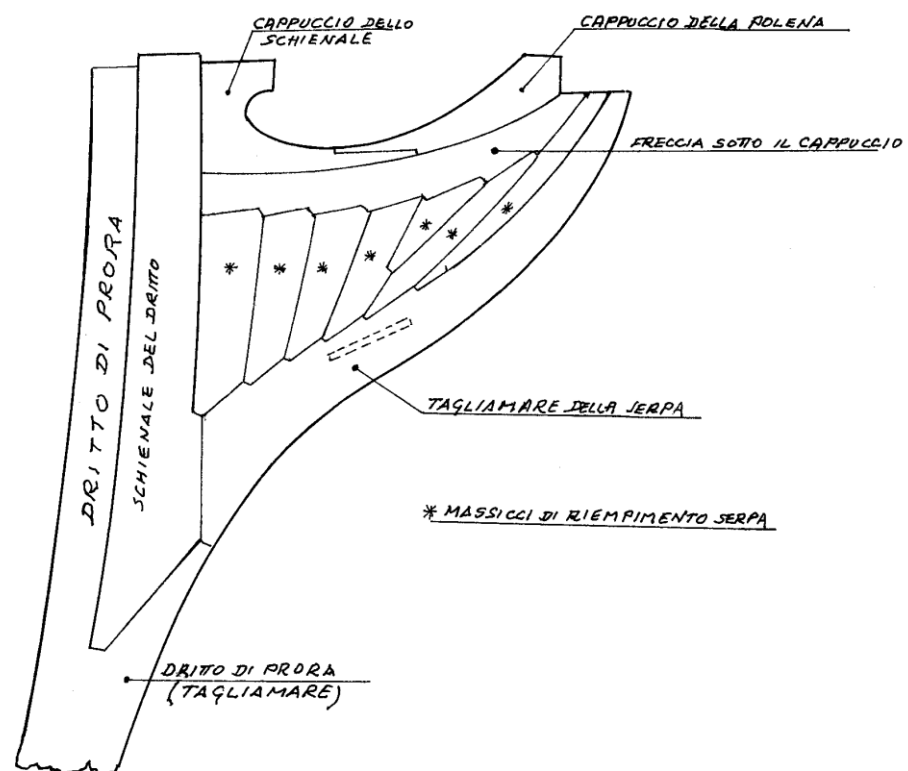 CAPPUCCIO DELLO
SCHIENALE
CAPPUCCIO DELLA POLENA
FRECCIA SOTTO IL CAPPUCCIO
DRITTO DI PRORA
SCHIENALE DEL DRITTO
TAGLIAMARE DELLA SERPA
* MASSICCI DI RIEMPIMENTO SERPA
DRITTO DI PRORA
(TAGLIAMARE)